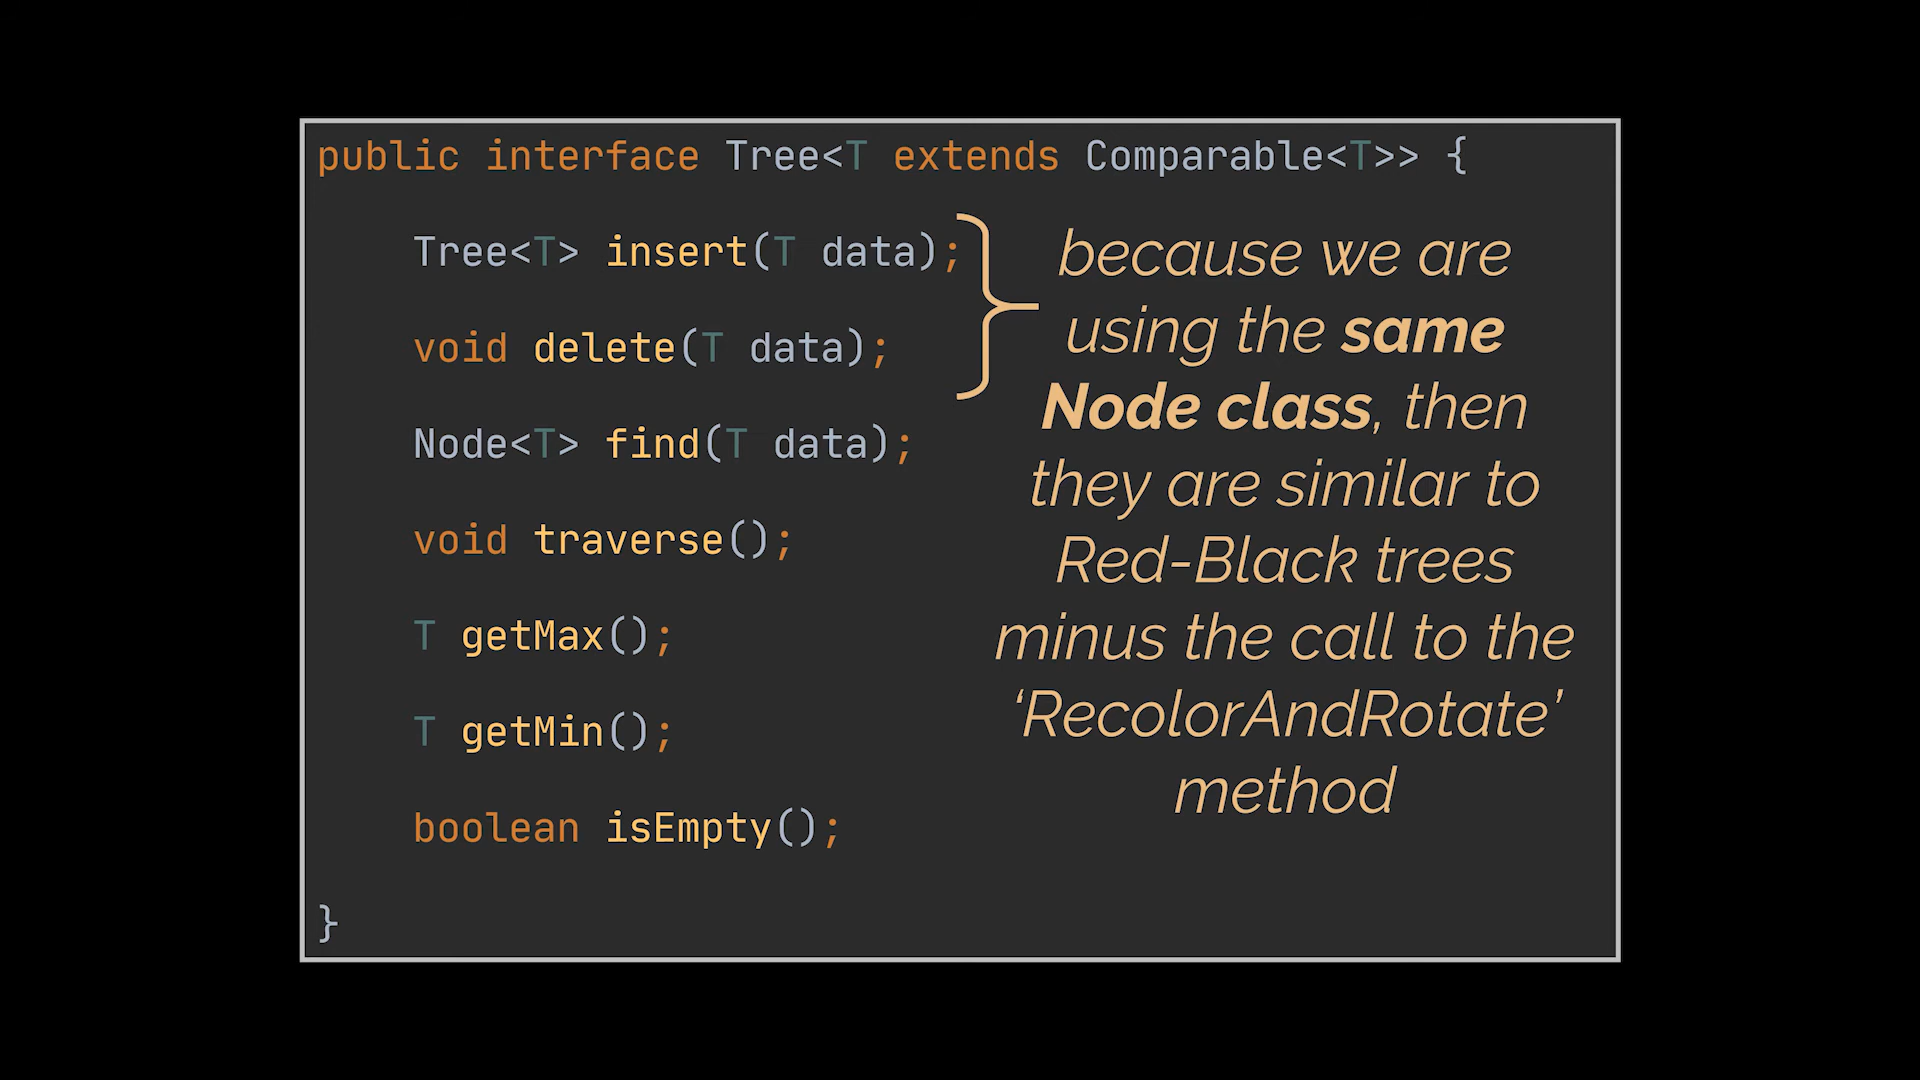 public interface Tree<T extends Comparable<T>> {
Tree<T> insert(T data);
void delete(T data);
Node<T> find(T data);
void traverse();
T getMax();
T getMin();
boolean isEmpty();
}
because we are
using the same
Node class, then
they are similar to
Red-Black trees
minus the call to the
‘RecolorAndRotate’
method